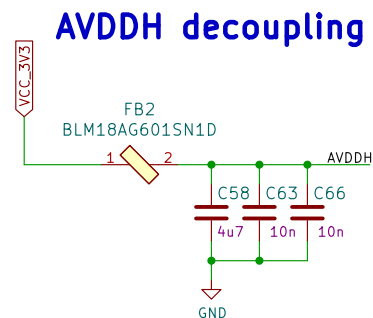 AVDDH decoupling
VCC_3V3
FB2
BLM18AG601SN1D
1 2
AVDDH
C58 C63 C66
4u7 10n 10n
GND